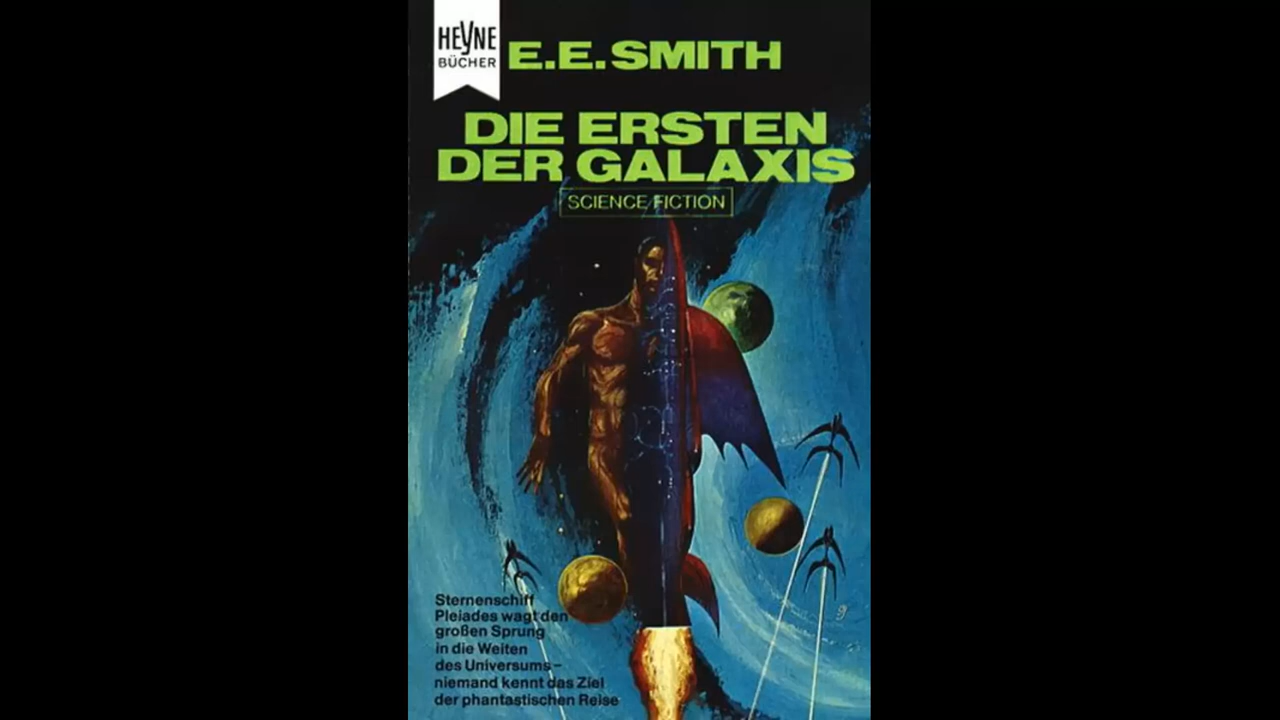 HEYNE
BÜCHER
E.E. SMITH
DIE ERSTEN
DER GALAXIS
SCIENCE FICTION
Sternenschiff
Pleiades wagt den
großen Sprung
in die Weiten
des Universums –
niemand kennt das Ziel
der phantastischen Reise